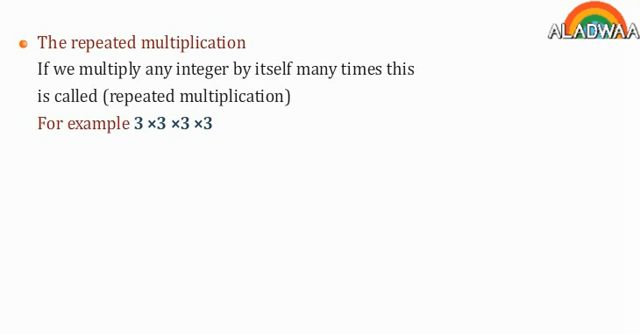 ALADWAA
The repeated multiplication
If we multiply any integer by itself many times this
is called (repeated multiplication)
For example 3 ×3 ×3 ×3